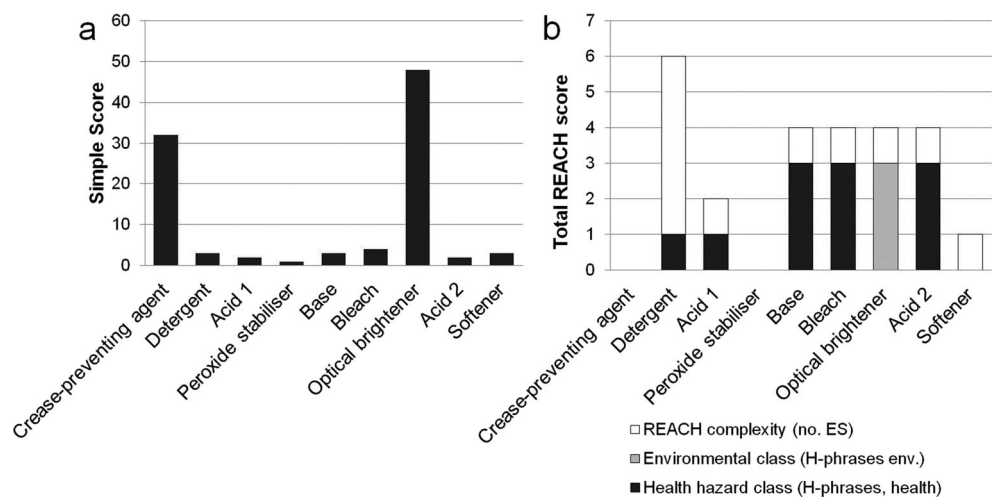 a
Simple Score
60
50
40
30
20
10
0
Crease-preventing agent
Detergent
Acid 1
Peroxide stabiliser
Base
Bleach
Optical brightener
Acid 2
Softener
b
Total REACH score
7
6
5
4
3
2
1
0
Crease-preventing agent
Detergent
Acid 1
Peroxide stabiliser
Base
Bleach
Optical brightener
Acid 2
Softener
REACH complexity (no. ES)
Environmental class (H-phrases env.)
Health hazard class (H-phrases, health)